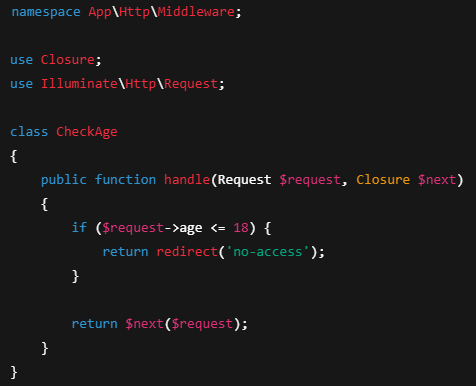 namespace App\Http\Middleware;
use Closure;
use Illuminate\Http\Request;
class CheckAge
{
public function handle(Request $request, Closure $next)
{
if ($request->age <= 18) {
return redirect('no-access');
}
return $next($request);
}
}